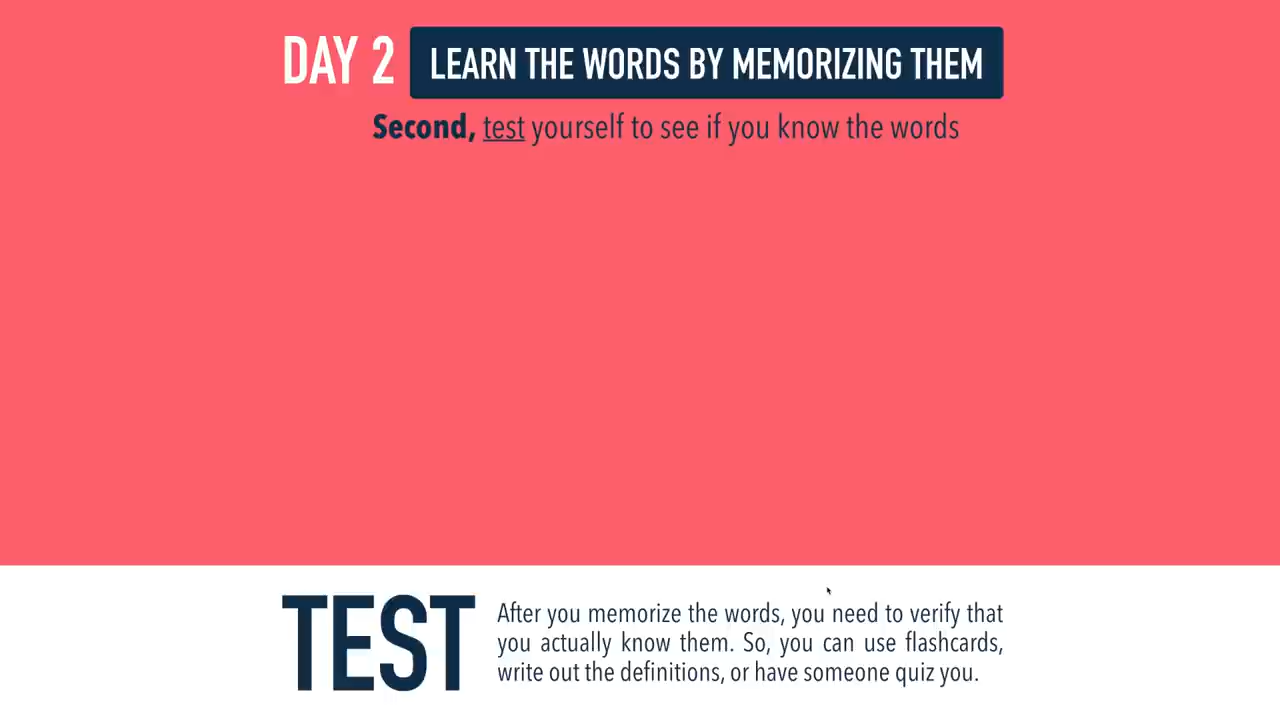 DAY 2 LEARN THE WORDS BY MEMORIZING THEM
Second, test yourself to see if you know the words
TEST
After you memorize the words, you need to verify that
you actually know them. So, you can use flashcards,
write out the definitions, or have someone quiz you.